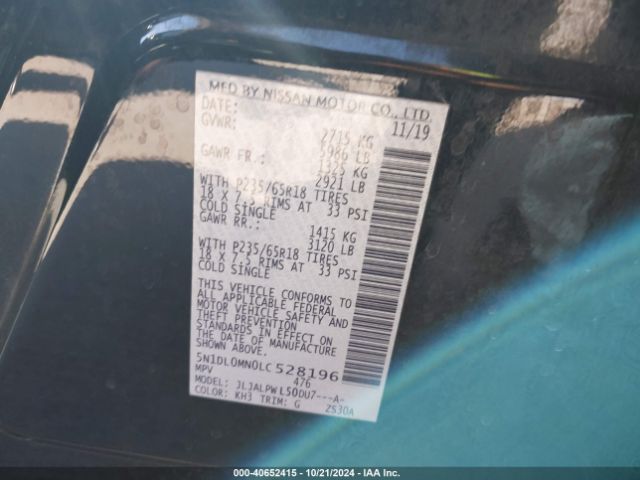 MFD BY NISSAN MOTOR CO., LTD.
DATE: 11/19
GVWR: 2715 KG
5986 LB
GAWR FR.: 1325 KG
2921 LB
WITH P235/65R18 TIRES
18 X 7.5 RIMS AT 33 PSI
COLD SINGLE
GAWR RR.: 1415 KG
3120 LB
WITH P235/65R18 TIRES
18 X 7.5 RIMS AT 33 PSI
COLD SINGLE
THIS VEHICLE CONFORMS TO
ALL APPLICABLE FEDERAL
MOTOR VEHICLE SAFETY AND
THEFT PREVENTION
STANDARDS IN EFFECT ON
THE DATE OF MANUFACTURE
SHOWN ABOVE
5N1DL0MN0LC528196
MPV 476
MODEL: JLJALPWL50DU7---A-
COLOR: KH3 TRIM: G ZS30A
000-40652415 - 10/21/2024 - IAA Inc.